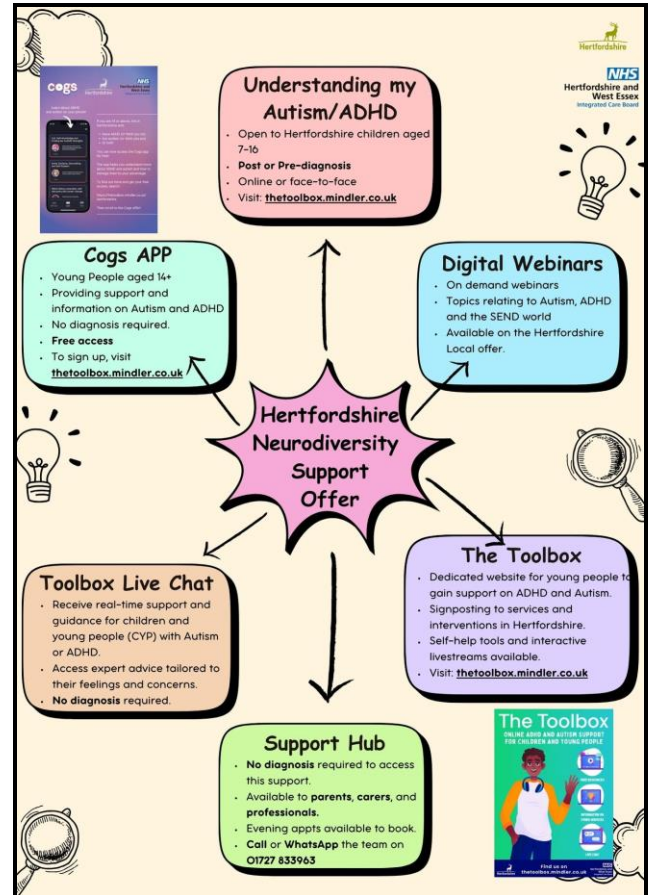 Hertfordshire
NHS
Hertfordshire and
West Essex
Integrated Care Board
cogs
Hertfordshire
NHS
Understanding my
Autism/ADHD
• Open to Hertfordshire children aged
7-16
• Post or Pre-diagnosis
• Online or face-to-face
• Visit: thetoolbox.mindler.co.uk
Cogs APP
• Young People aged 14+
• Providing support and
information on Autism and ADHD
• No diagnosis required.
• Free access
• To sign up, visit
thetoolbox.mindler.co.uk
Digital Webinars
• On demand webinars
• Topics relating to Autism, ADHD
and the SEND world
• Available on the Hertfordshire
Local offer.
Hertfordshire
Neurodiversity
Support
Offer
Toolbox Live Chat
• Receive real-time support and
guidance for children and
young people (CYP) with Autism
or ADHD.
• Access expert advice tailored to
their feelings and concerns.
• No diagnosis required.
The Toolbox
• Dedicated website for young people to
gain support on ADHD and Autism.
• Signposting to services and
interventions in Hertfordshire.
• Self-help tools and interactive
livestreams available.
• Visit: thetoolbox.mindler.co.uk
Support Hub
• No diagnosis required to access
this support.
• Available to parents, carers, and
professionals.
• Evening appts available to book.
• Call or WhatsApp the team on
01727 833963
The Toolbox
ONLINE ADHD AND AUTISM SUPPORT
FOR CHILDREN AND YOUNG PEOPLE
Find us on
thetoolbox.mindler.co.uk